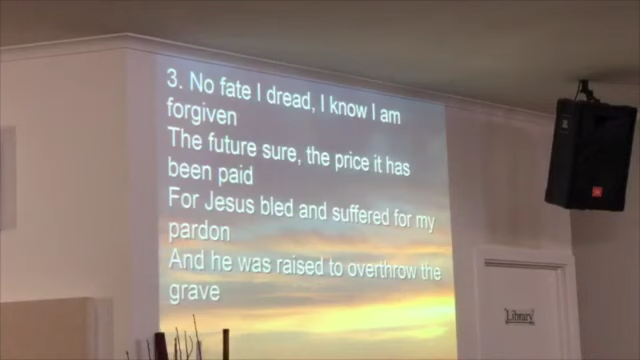 3. No fate I dread, I know I am
forgiven
The future sure, the price it has
been paid
For Jesus bled and suffered for my
pardon
And he was raised to overthrow the
grave
Library
JBL